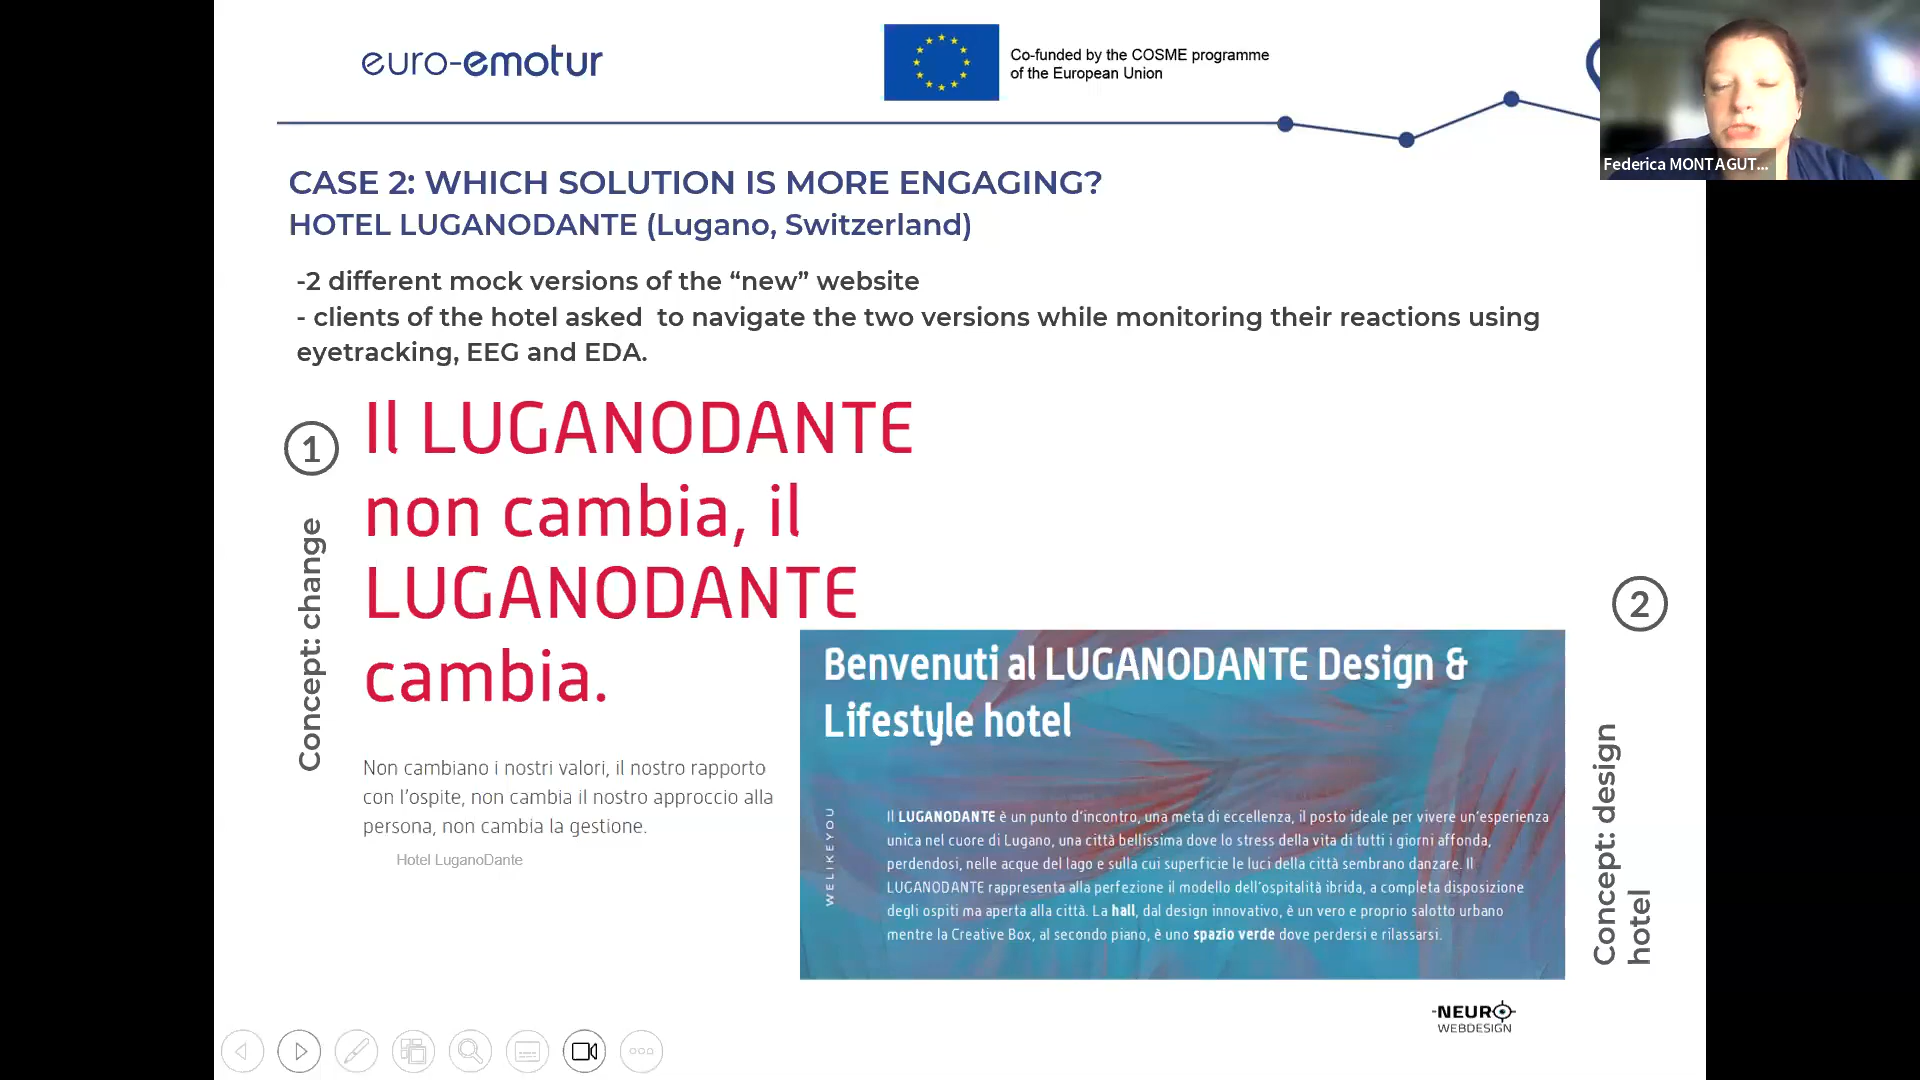 euro-emotur
Co-funded by the COSME programme
of the European Union
Federica MONTAGUT...
CASE 2: WHICH SOLUTION IS MORE ENGAGING?
HOTEL LUGANODANTE (Lugano, Switzerland)
-2 different mock versions of the “new” website
- clients of the hotel asked  to navigate the two versions while monitoring their reactions using
eyetracking, EEG and EDA.
1
Concept: change
Il LUGANODANTE
non cambia, il
LUGANODANTE
cambia.
Non cambiano i nostri valori, il nostro rapporto
con l'ospite, non cambia il nostro approccio alla
persona, non cambia la gestione.
Hotel LuganoDante
2
Concept: design
hotel
Benvenuti al LUGANODANTE Design &
Lifestyle hotel
WELIKEYOU
Il LUGANODANTE è un punto d'incontro, una meta di eccellenza, il posto ideale per vivere un'esperienza
unica nel cuore di Lugano, una città bellissima dove lo stress della vita di tutti i giorni affonda,
perdendosi, nelle acque del lago e sulla cui superficie le luci della città sembrano danzare. Il
LUGANODANTE rappresenta alla perfezione il modello dell'ospitalità ibrida, a completa disposizione
degli ospiti ma aperta alla città. La hall, dal design innovativo, è un vero e proprio salotto urbano
mentre la Creative Box, al secondo piano, è uno spazio verde dove perdersi e rilassarsi.
NEURO
WEBDESIGN